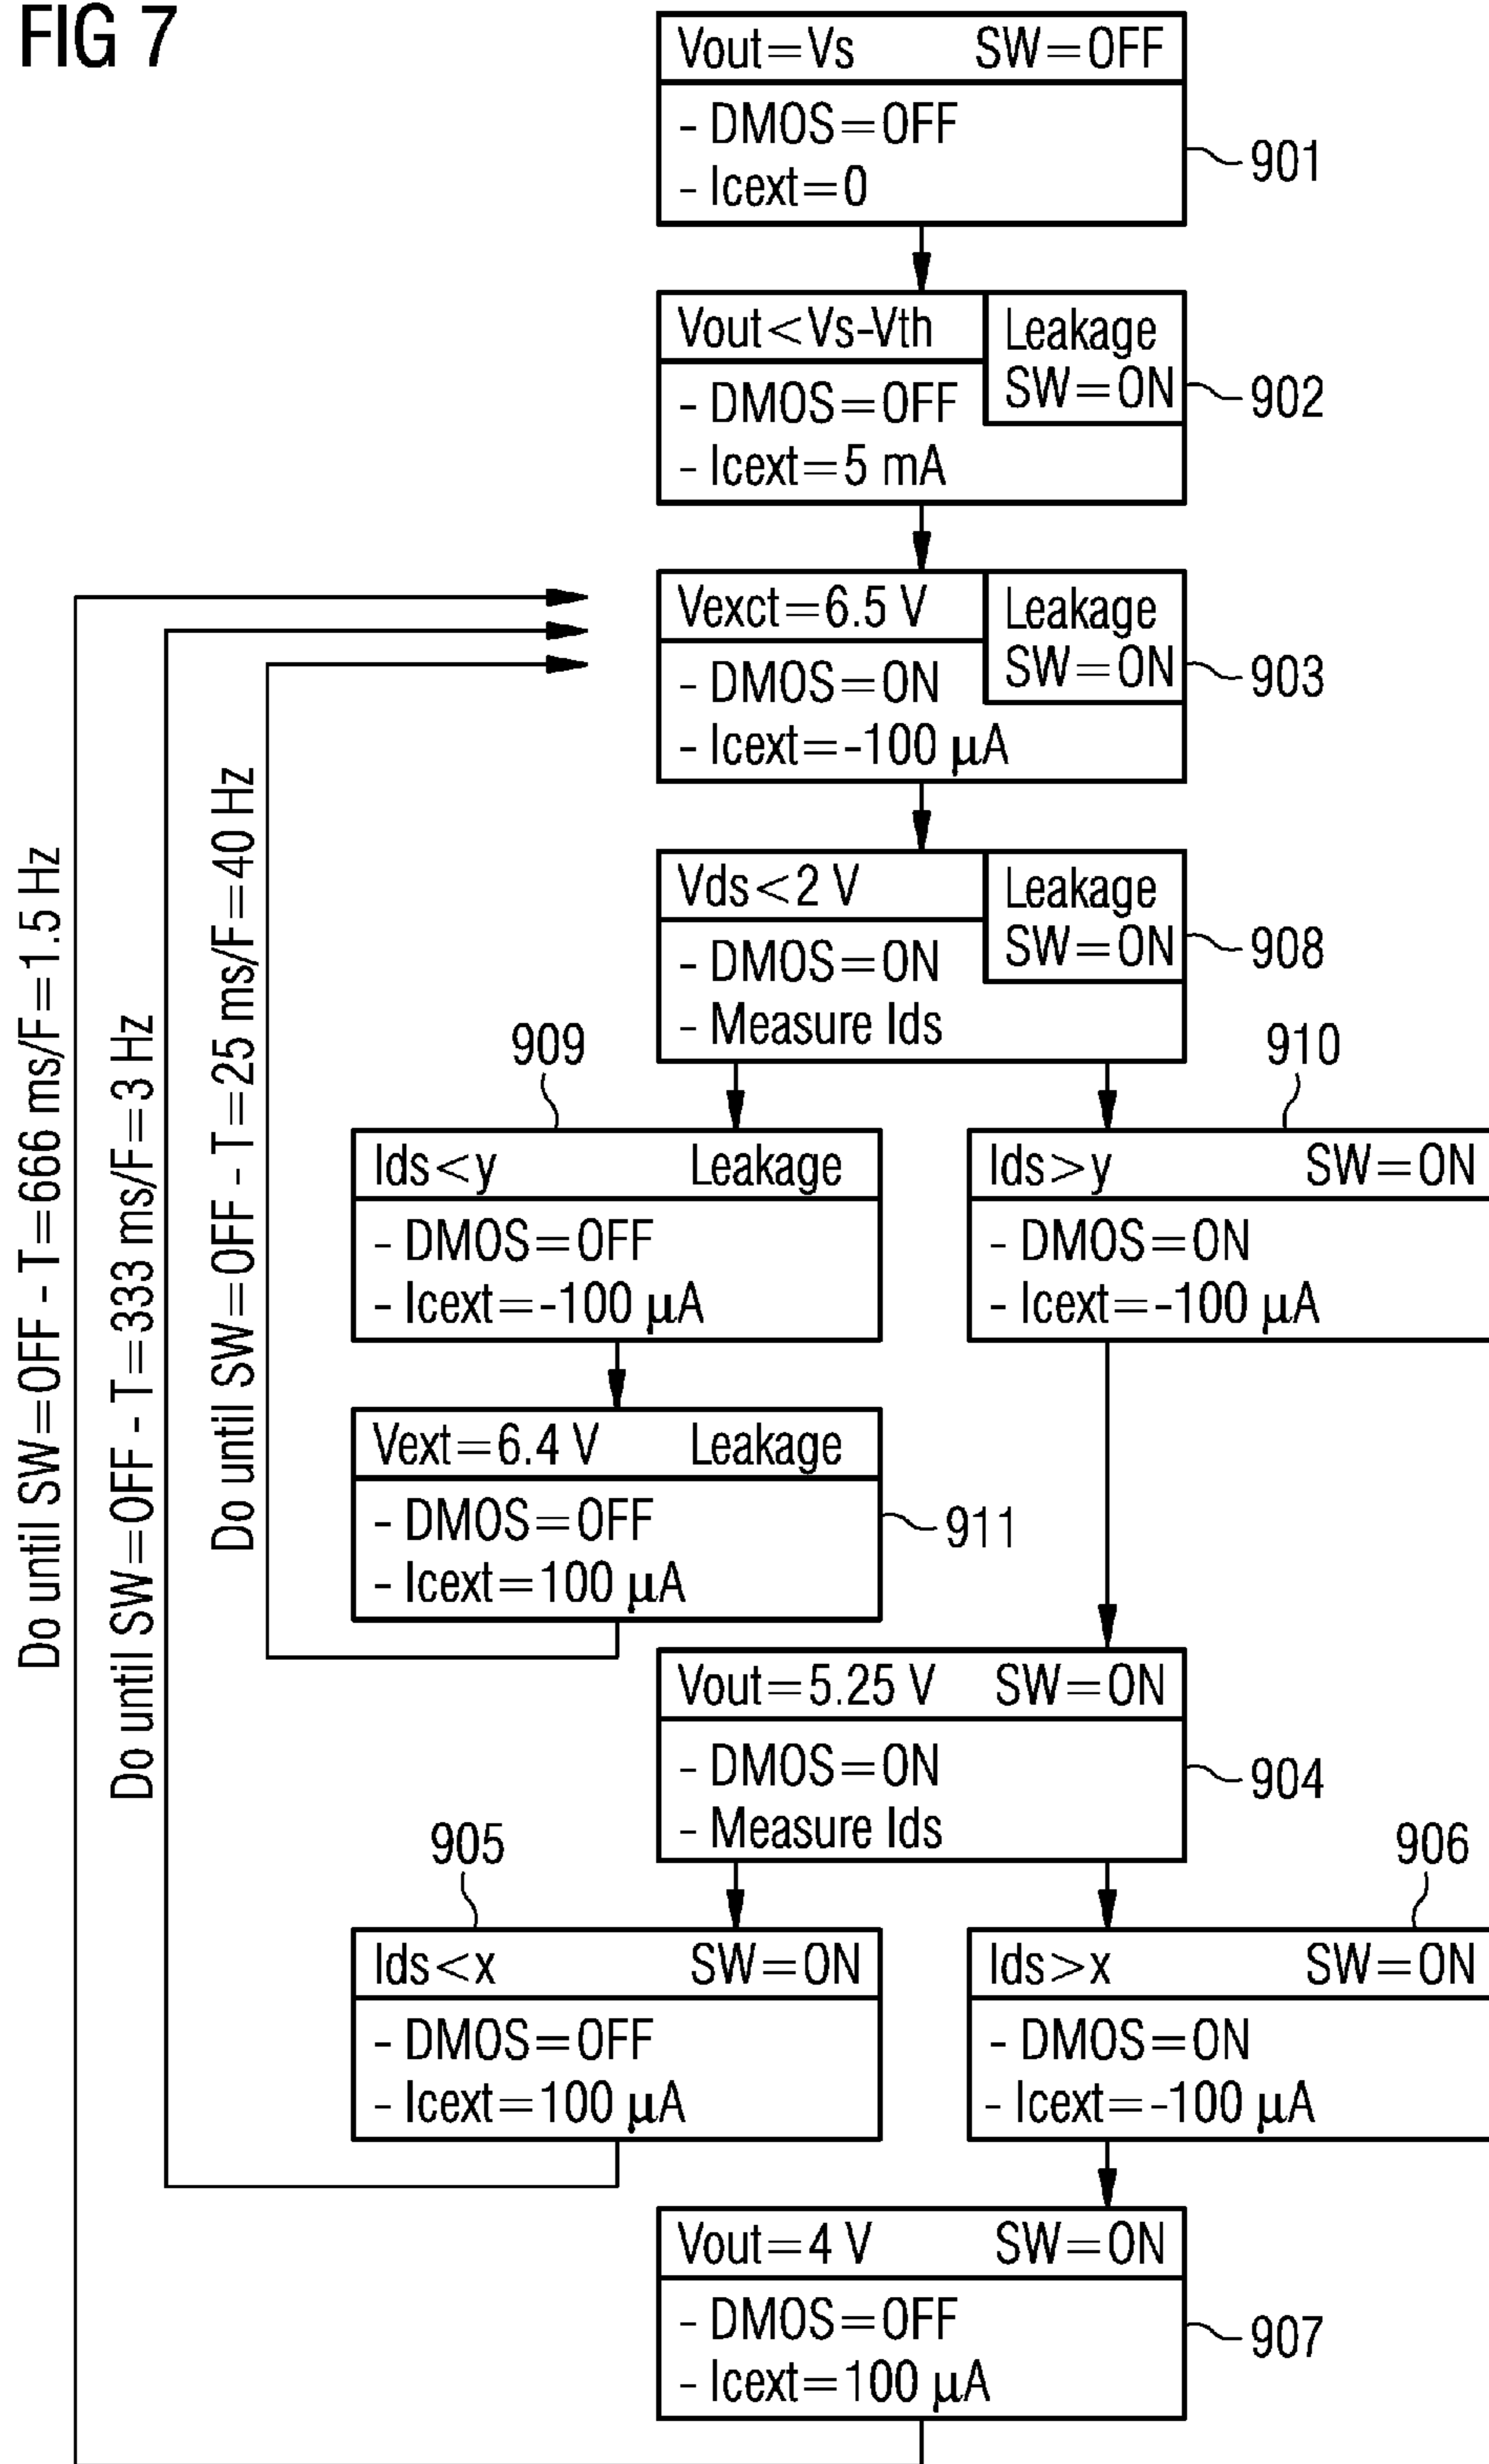 FIG 7
Vout=Vs SW=OFF
- DMOS=OFF
- Icext=0
901
Vout<Vs-Vth
Leakage
SW=ON
- DMOS=OFF
- Icext=5 mA
902
Vexct=6.5 V
Leakage
SW=ON
- DMOS=ON
- Icext=-100 µA
903
Vds<2 V
Leakage
SW=ON
- DMOS=ON
- Measure Ids
908
909
Ids<y Leakage
- DMOS=OFF
- Icext=-100 µA
910
Ids>y SW=ON
- DMOS=ON
- Icext=-100 µA
Vext=6.4 V Leakage
- DMOS=OFF
- Icext=100 µA
911
Vout=5.25 V SW=ON
- DMOS=ON
- Measure Ids
904
905
Ids<x SW=ON
- DMOS=OFF
- Icext=100 µA
906
Ids>x SW=ON
- DMOS=ON
- Icext=-100 µA
Vout=4 V SW=ON
- DMOS=OFF
- Icext=100 µA
907
Do until SW=OFF - T=666 ms/F=1.5 Hz
Do until SW=OFF - T=333 ms/F=3 Hz
Do until SW=OFF - T=25 ms/F=40 Hz